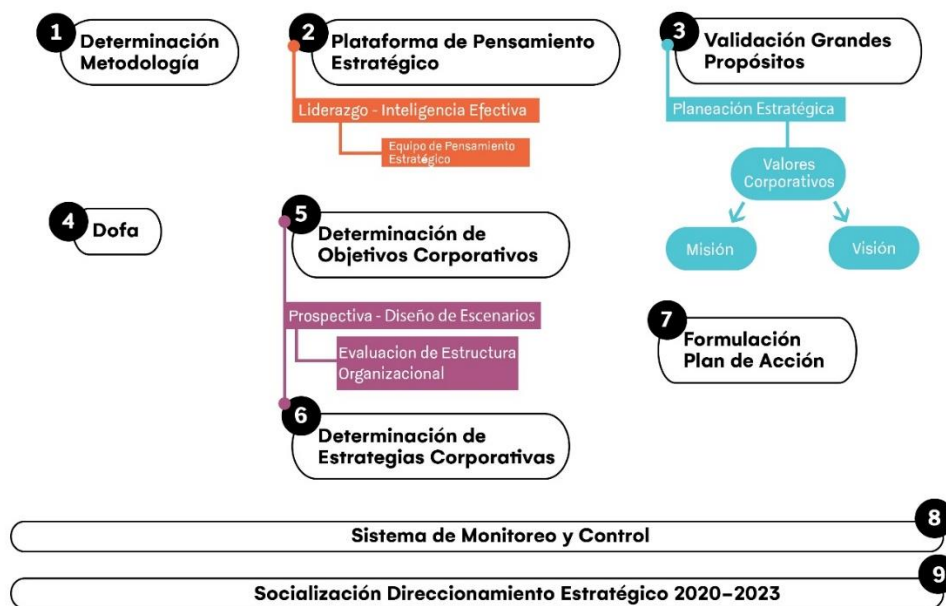 1
Determinación
Metodología
2
Plataforma de Pensamiento
Estratégico
Liderazgo - Inteligencia Efectiva
Equipo de Pensamiento
Estratégico
3
Validación Grandes
Propósitos
Planeación Estratégica
Valores
Corporativos
Misión
Visión
4
Dofa
5
Determinación de
Objetivos Corporativos
Prospectiva - Diseño de Escenarios
Evaluacion de Estructura
Organizacional
6
Determinación de
Estrategias Corporativas
7
Formulación
Plan de Acción
8
Sistema de Monitoreo y Control
9
Socialización Direccionamiento Estratégico 2020-2023